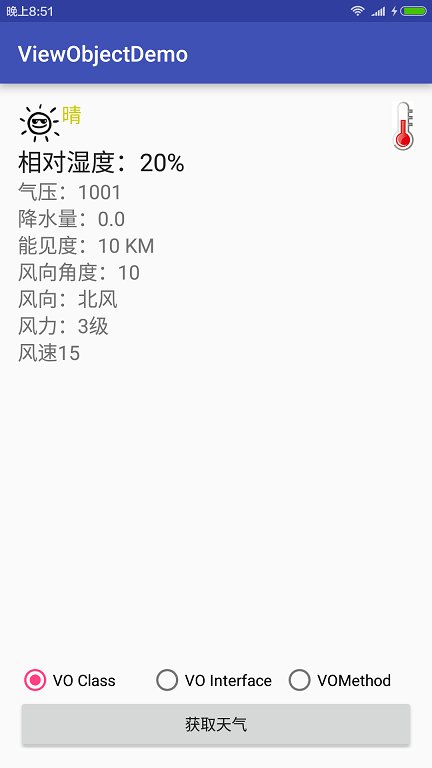 晚上8:51
ViewObjectDemo
晴
相对湿度：20%
气压：1001
降水量：0.0
能见度：10 KM
风向角度：10
风向：北风
风力：3级
风速15
VO Class VO Interface VOMethod
获取天气